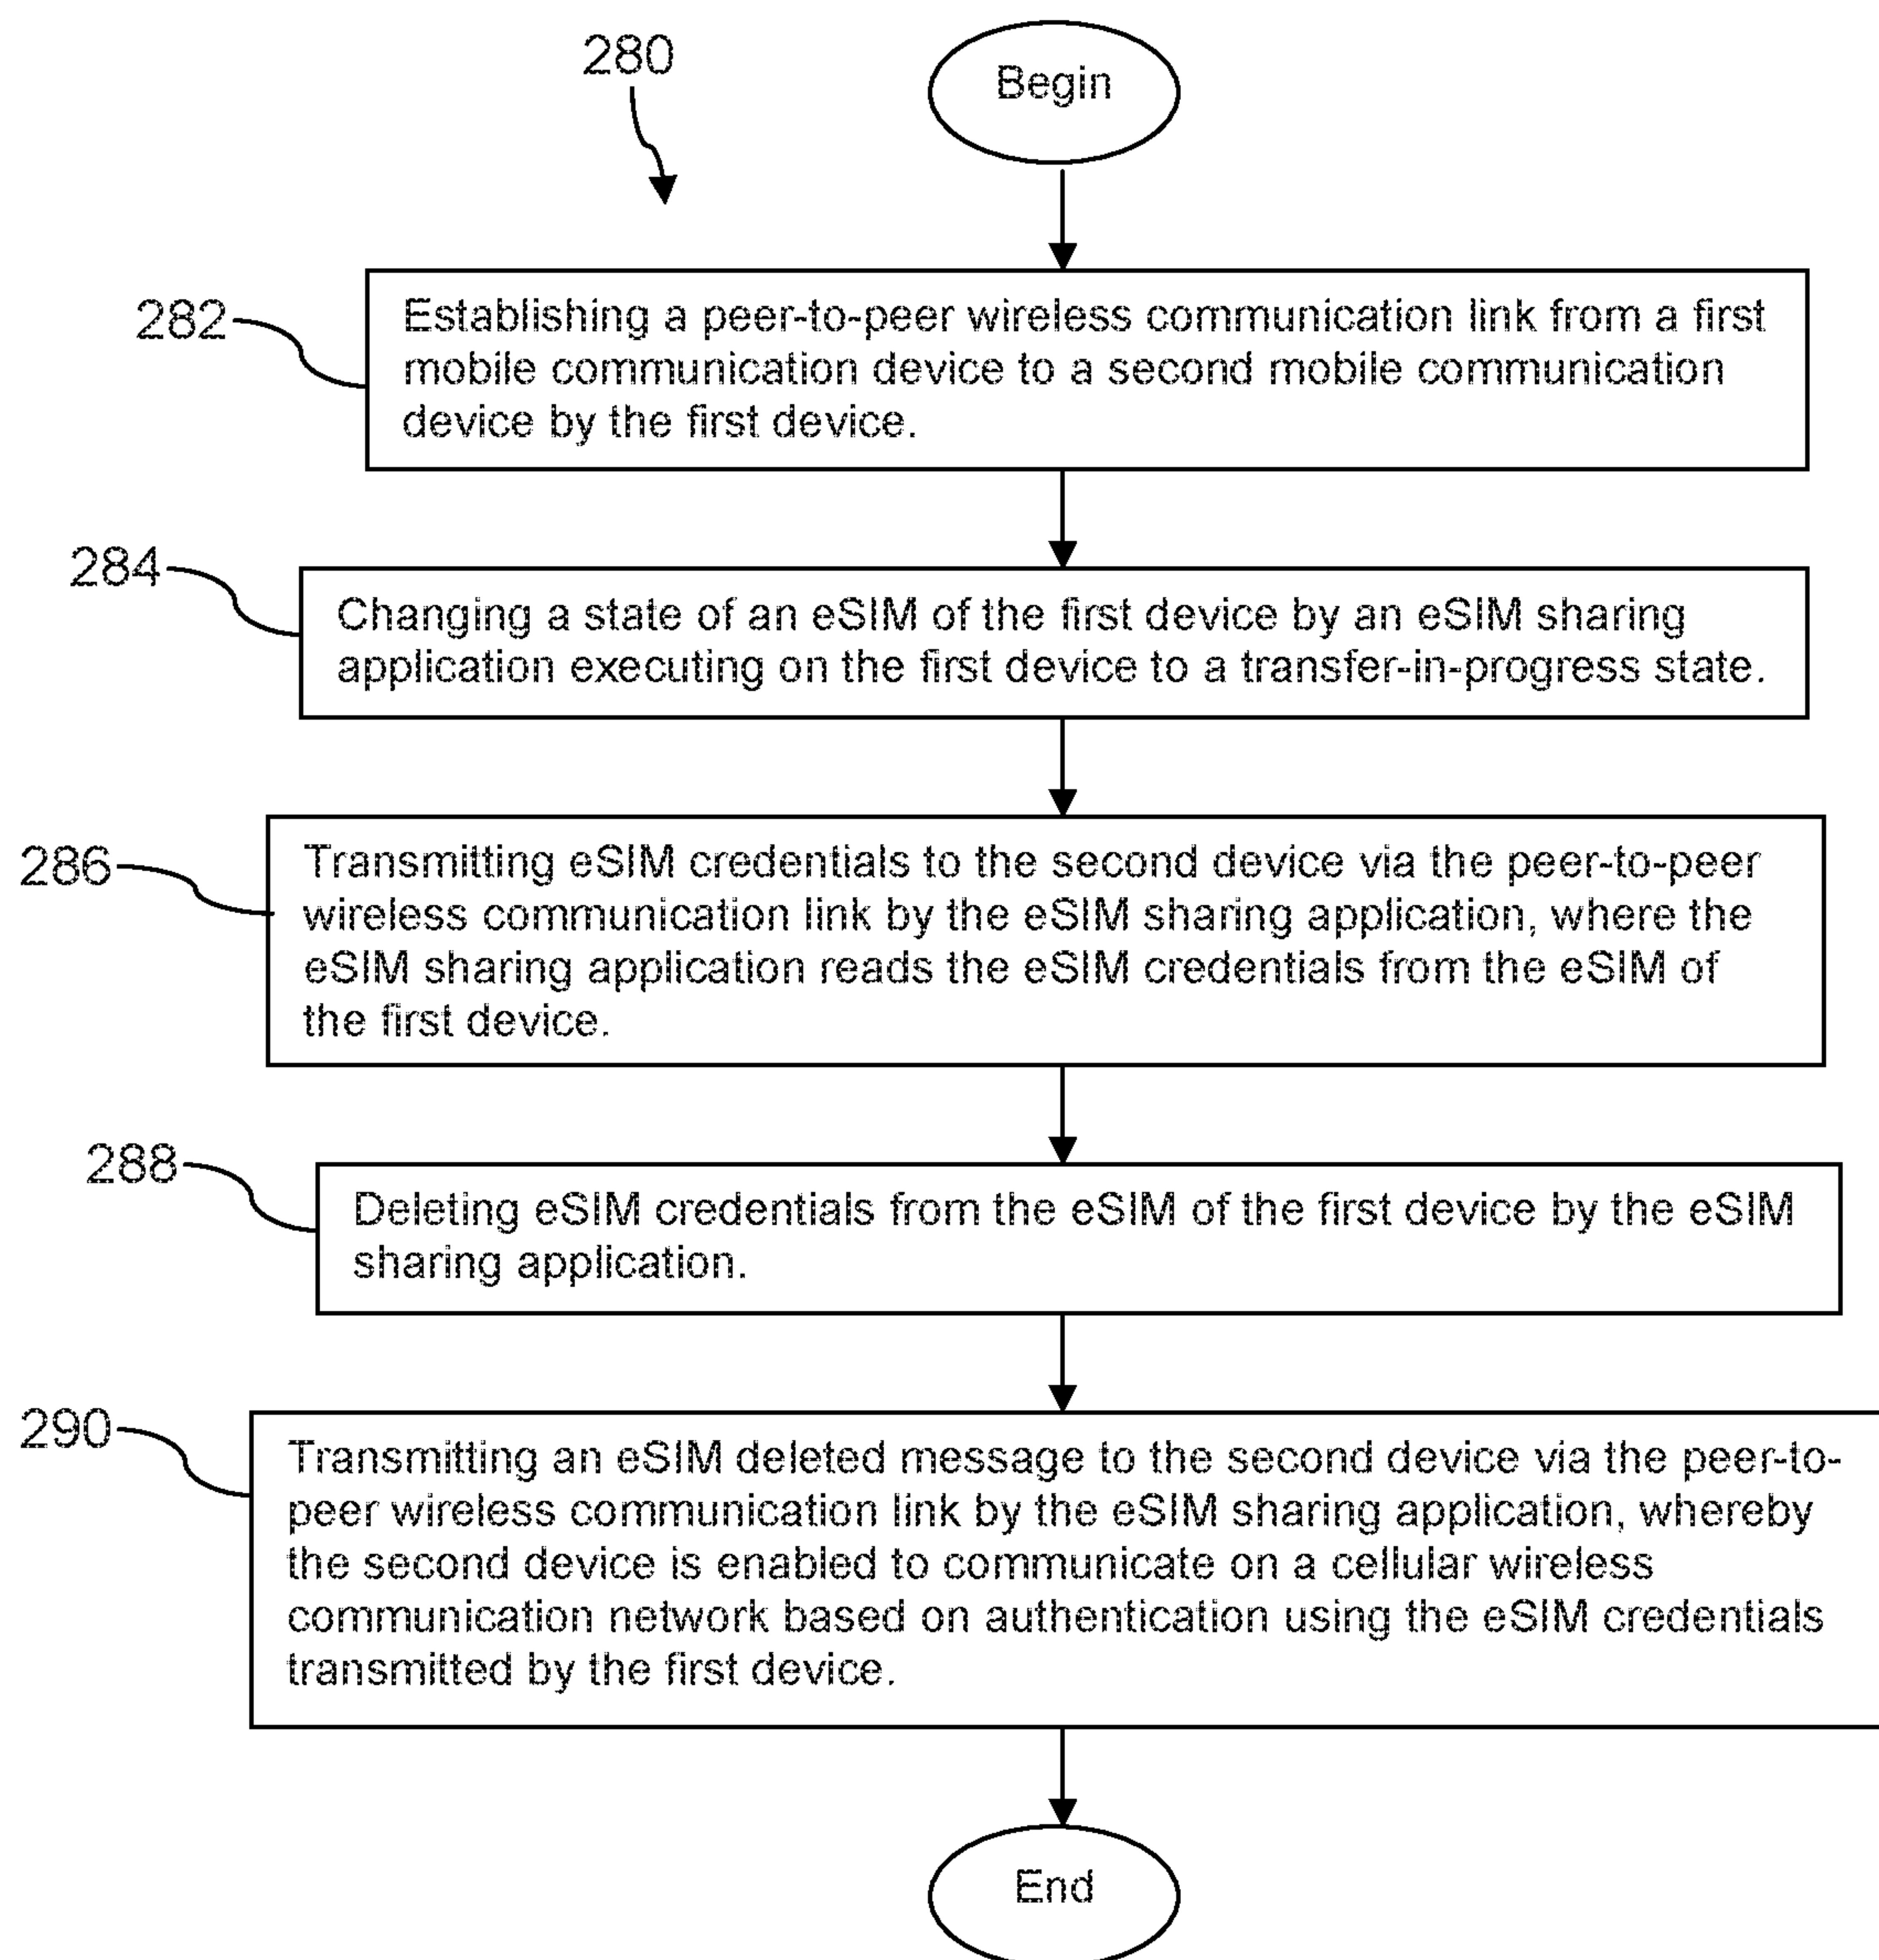 280
Begin
282
Establishing a peer-to-peer wireless communication link from a first
mobile communication device to a second mobile communication
device by the first device.
284
Changing a state of an eSIM of the first device by an eSIM sharing
application executing on the first device to a transfer-in-progress state.
286
Transmitting eSIM credentials to the second device via the peer-to-peer
wireless communication link by the eSIM sharing application, where the
eSIM sharing application reads the eSIM credentials from the eSIM of
the first device.
288
Deleting eSIM credentials from the eSIM of the first device by the eSIM
sharing application.
290
Transmitting an eSIM deleted message to the second device via the peer-to-
peer wireless communication link by the eSIM sharing application, whereby
the second device is enabled to communicate on a cellular wireless
communication network based on authentication using the eSIM credentials
transmitted by the first device.
End